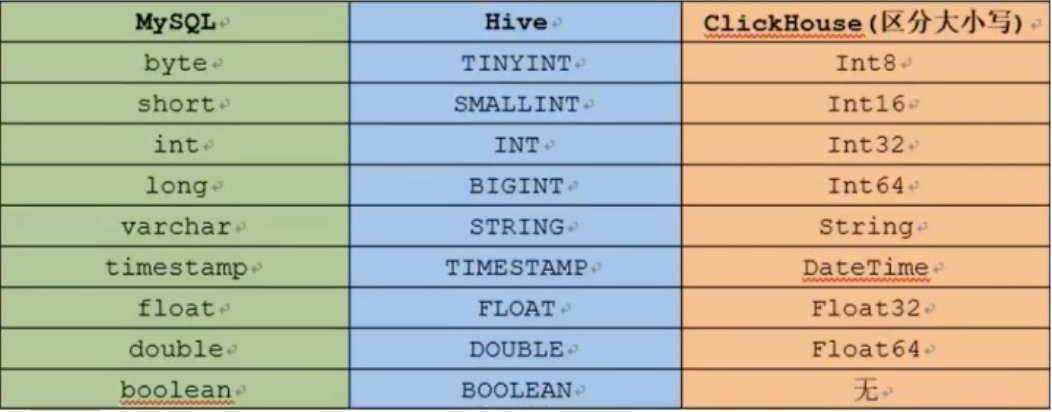 MySQL Hive ClickHouse(区分大小写)
byte TINYINT Int8
short SMALLINT Int16
int INT Int32
long BIGINT Int64
varchar STRING String
timestamp TIMESTAMP DateTime
float FLOAT Float32
double DOUBLE Float64
boolean BOOLEAN 无